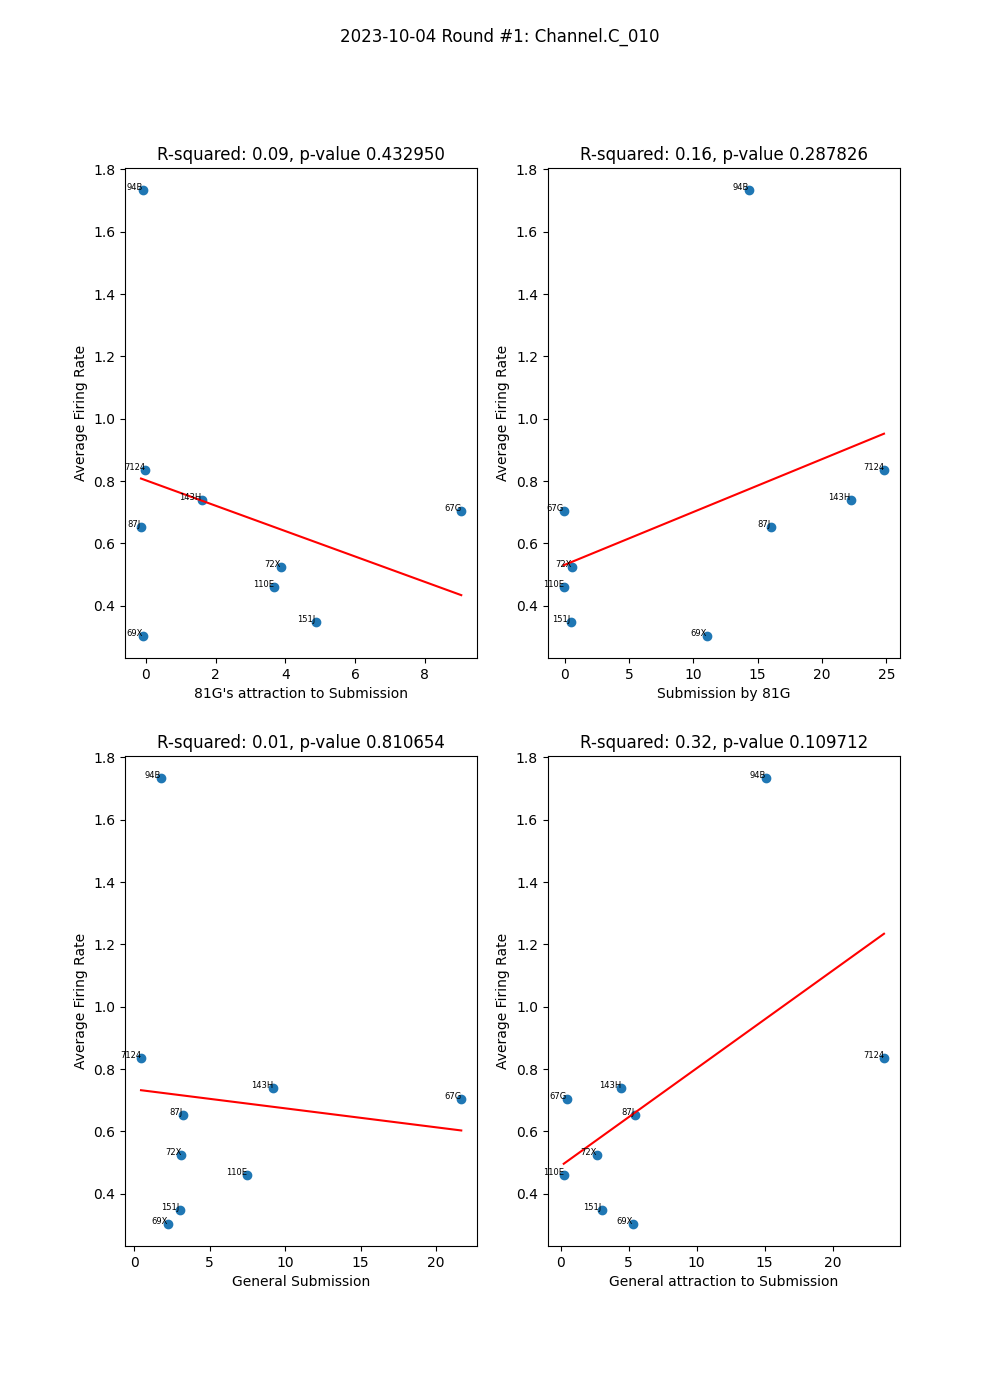 2023-10-04 Round #1: Channel.C_010
R-squared: 0.09, p-value 0.432950
1.8
1.6
1.4
1.2
1.0
0.8
0.6
0.4
Average Firing Rate
94B
7124
143H
87J
67G
72X
110E
151J
69X
0
2
4
6
8
81G's attraction to Submission
R-squared: 0.16, p-value 0.287826
1.8
1.6
1.4
1.2
1.0
0.8
0.6
0.4
Average Firing Rate
94B
7124
143H
67G
87J
72X
110E
151J
69X
0
5
10
15
20
25
Submission by 81G
R-squared: 0.01, p-value 0.810654
1.8
1.6
1.4
1.2
1.0
0.8
0.6
0.4
Average Firing Rate
94B
7124
143H
67G
87J
72X
110E
151J
69X
0
5
10
15
20
General Submission
R-squared: 0.32, p-value 0.109712
1.8
1.6
1.4
1.2
1.0
0.8
0.6
0.4
Average Firing Rate
94B
7124
143H
67G
87J
72X
110E
151J
69X
0
5
10
15
20
General attraction to Submission